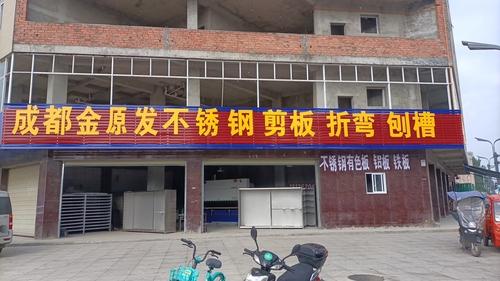 成都金原发不锈钢 剪板 折弯 刨槽
不锈钢有色板 铝板 铁板